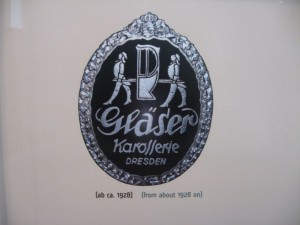 Gläser
Karosserie
DRESDEN
(ab ca. 1928) (from about 1928 on)